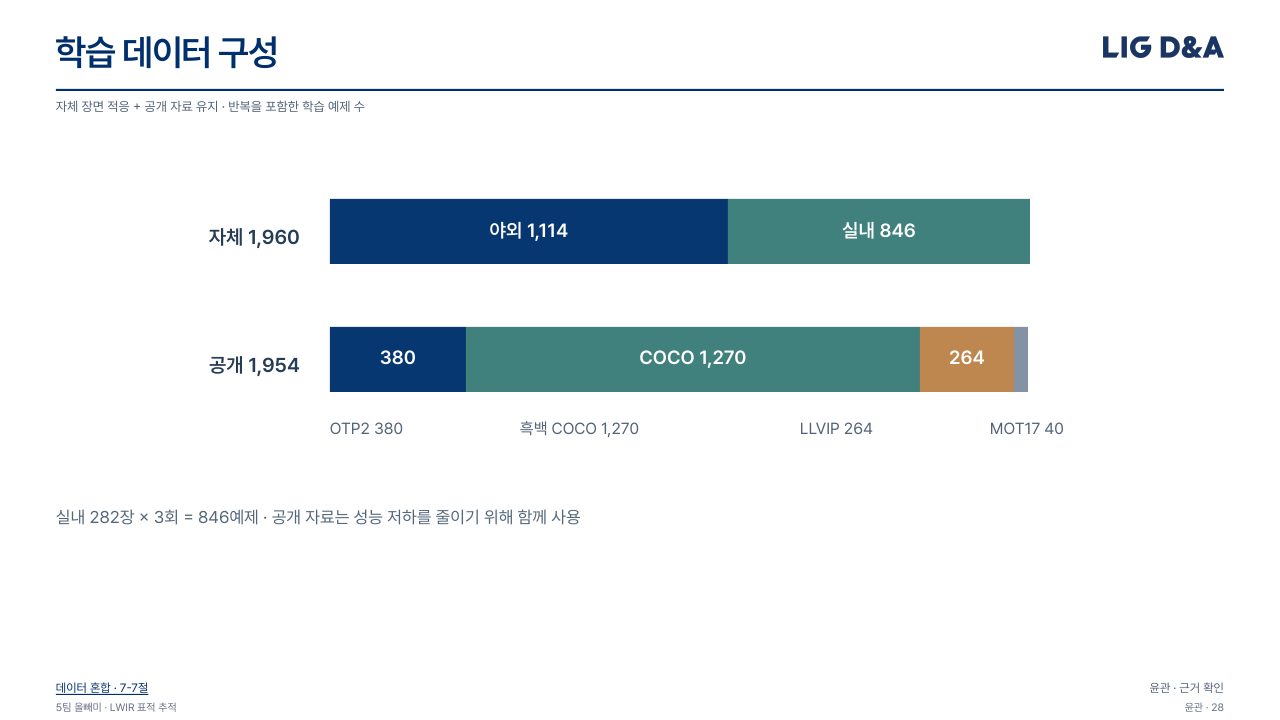 학습 데이터 구성
LIG D&A
자체 장면 적응 + 공개 자료 유지 · 반복을 포함한 학습 예제 수
자체 1,960
야외 1,114
실내 846
공개 1,954
380
COCO 1,270
264
OTP2 380
흑백 COCO 1,270
LLVIP 264
MOT17 40
실내 282장 × 3회 = 846예제 · 공개 자료는 성능 저하를 줄이기 위해 함께 사용
데이터 혼합 · 7-7절
윤관 · 근거 확인
5팀 올빼미 · LWIR 표적 추적
윤관 · 28